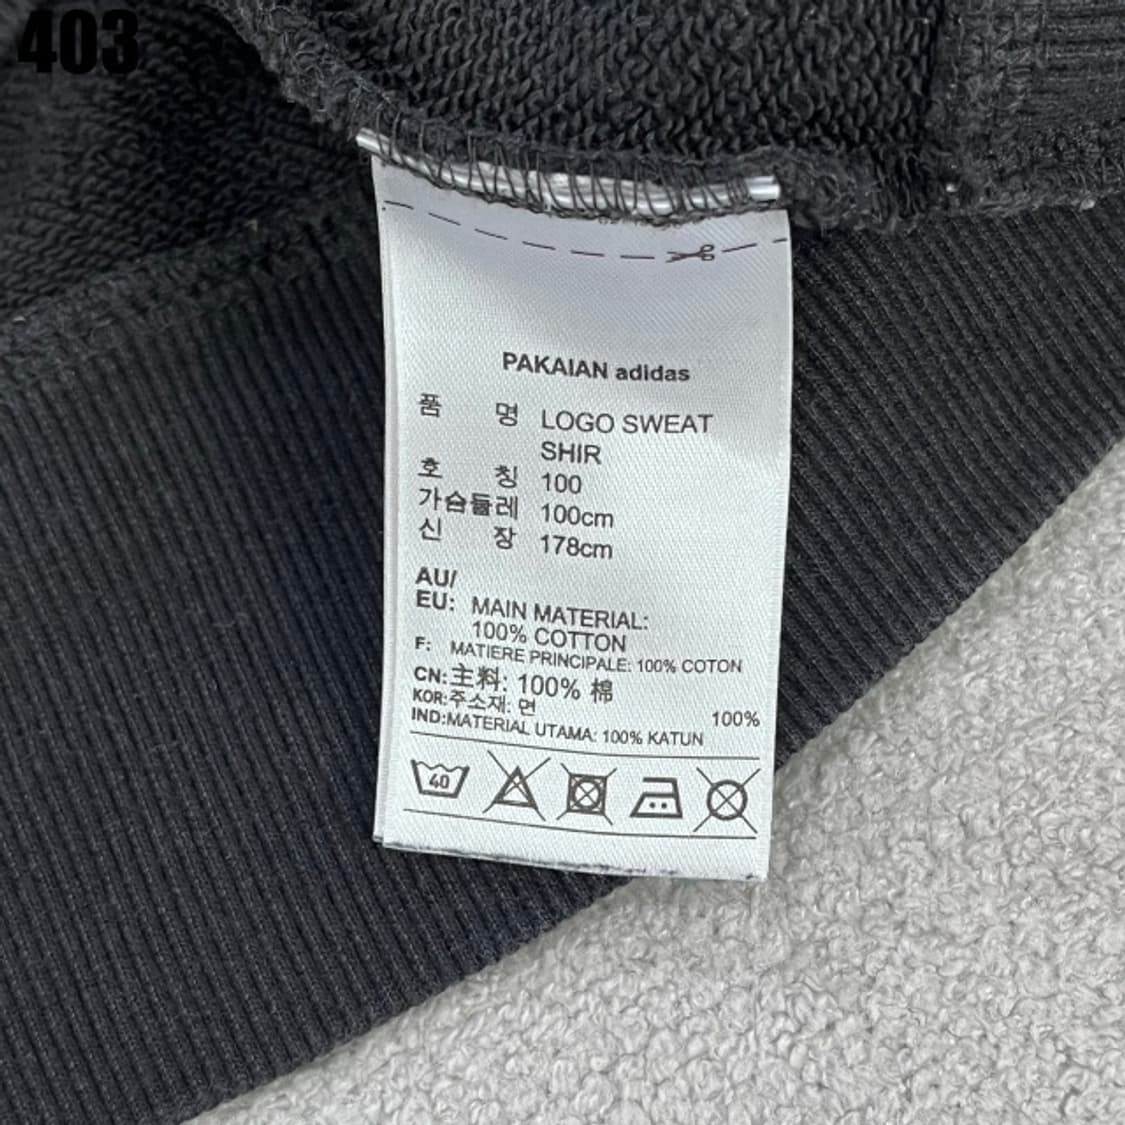 403
PAKAIAN adidas
품 명 LOGO SWEAT
SHIR
호 칭 100
가슴둘레 100cm
신 장 178cm
AU/
EU: MAIN MATERIAL:
100% COTTON
F: MATIERE PRINCIPALE: 100% COTON
CN:主料: 100% 棉
KOR:주소재: 면 100%
IND:MATERIAL UTAMA: 100% KATUN
40